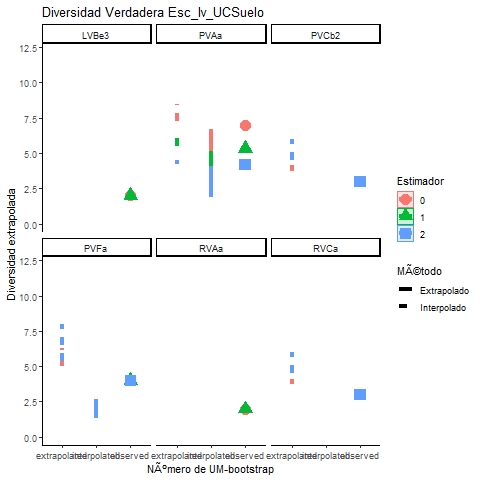 Diversidad Verdadera Esc_lv_UCSuelo
LVBe3 PVAa PVCb2
12.5
10.0
7.5
5.0
2.5
0.0
PVFa RVAa RVCa
12.5
10.0
7.5
5.0
2.5
0.0
Diversidad extrapolada
extrapolated interpolated observed extrapolated interpolated observed extrapolated interpolated observed
NÃºmero de UM-bootstrap
Estimador
0
1
2
MÃ©todo
Extrapolado
Interpolado